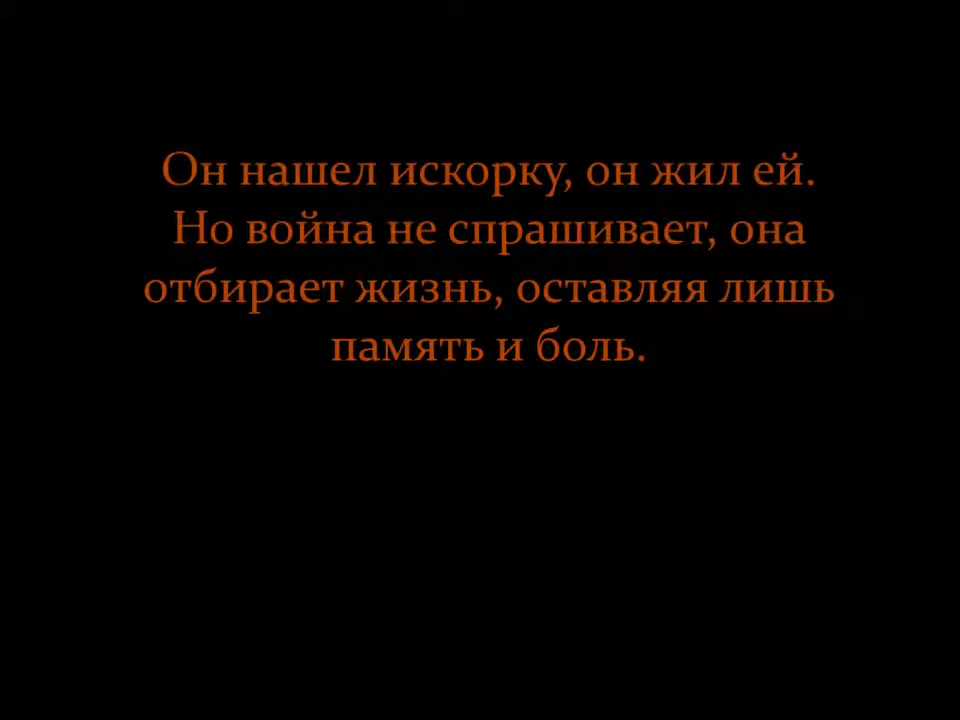 Он нашел искорку, он жил ей.
Но война не спрашивает, она
отбирает жизнь, оставляя лишь
память и боль.